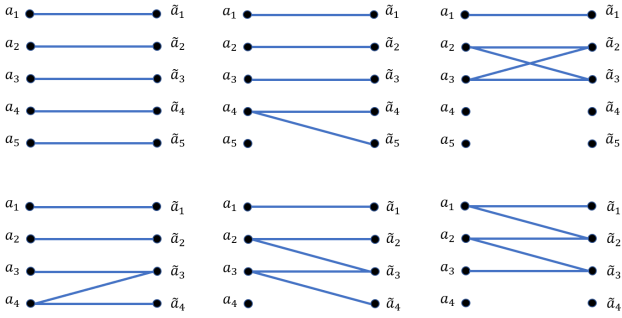 a₁ ã₁ a₁ ã₁ a₁ ã₁
a₂ ã₂ a₂ ã₂ a₂ ã₂
a₃ ã₃ a₃ ã₃ a₃ ã₃
a₄ ã₄ a₄ ã₄ a₄ ã₄
a₅ ã₅ a₅ ã₅ a₅ ã₅
a₁ ã₁ a₁ ã₁ a₁ ã₁
a₂ ã₂ a₂ ã₂ a₂ ã₂
a₃ ã₃ a₃ ã₃ a₃ ã₃
a₄ ã₄ a₄ ã₄ a₄ ã₄